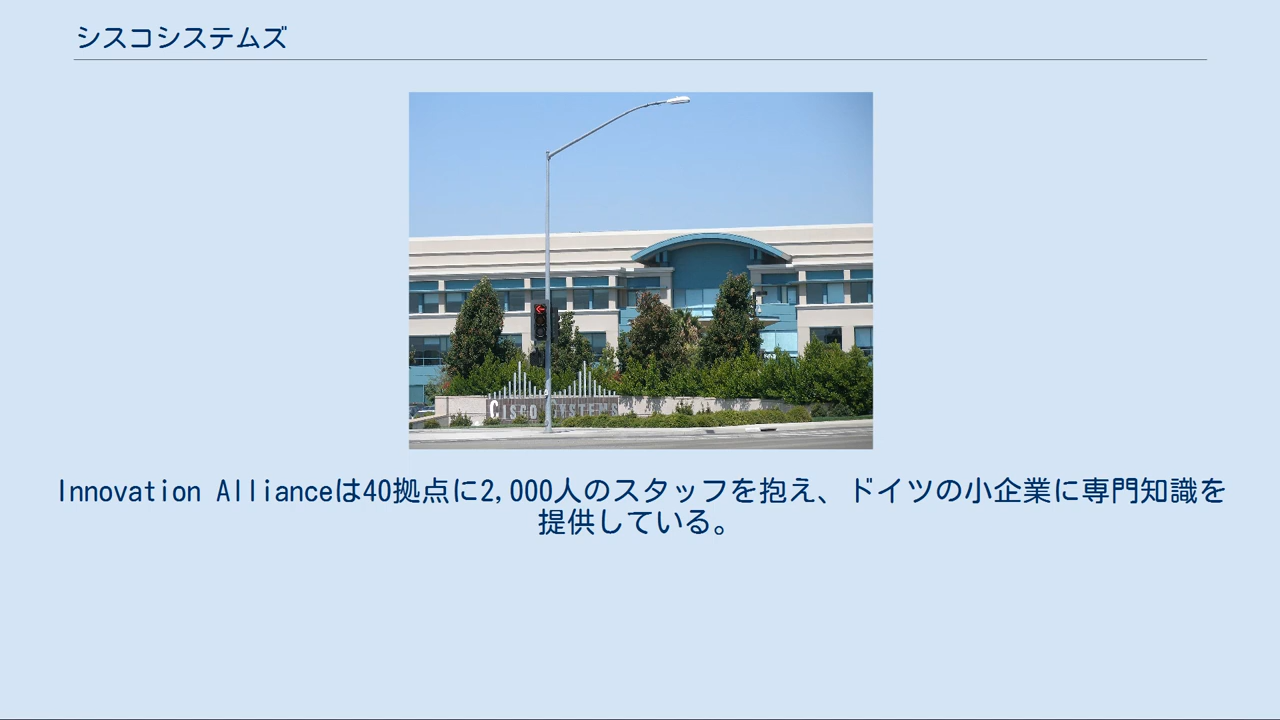 シスコシステムズ
CISCO SYSTEMS
Innovation Allianceは40拠点に2,000人のスタッフを抱え、ドイツの小企業に専門知識を
提供している。